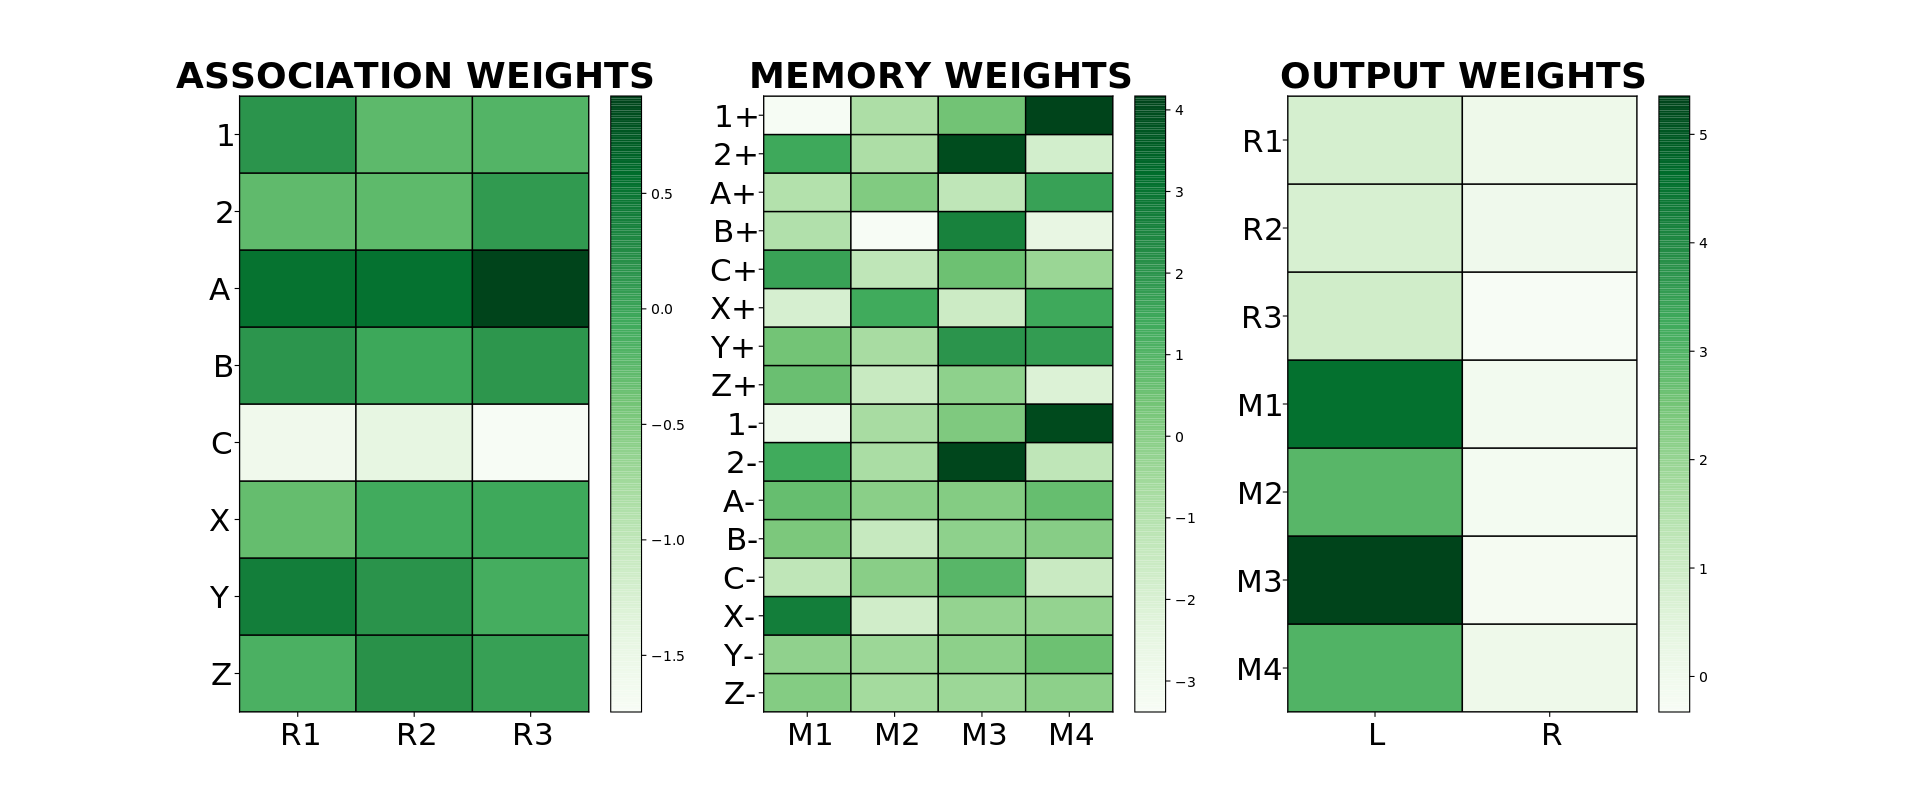 ASSOCIATION WEIGHTS
1
2
A
B
C
X
Y
Z
R1 R2 R3
0.5
0.0
−0.5
−1.0
−1.5
MEMORY WEIGHTS
1+
2+
A+
B+
C+
X+
Y+
Z+
1-
2-
A-
B-
C-
X-
Y-
Z-
M1 M2 M3 M4
4
3
2
1
0
−1
−2
−3
OUTPUT WEIGHTS
R1
R2
R3
M1
M2
M3
M4
L R
5
4
3
2
1
0